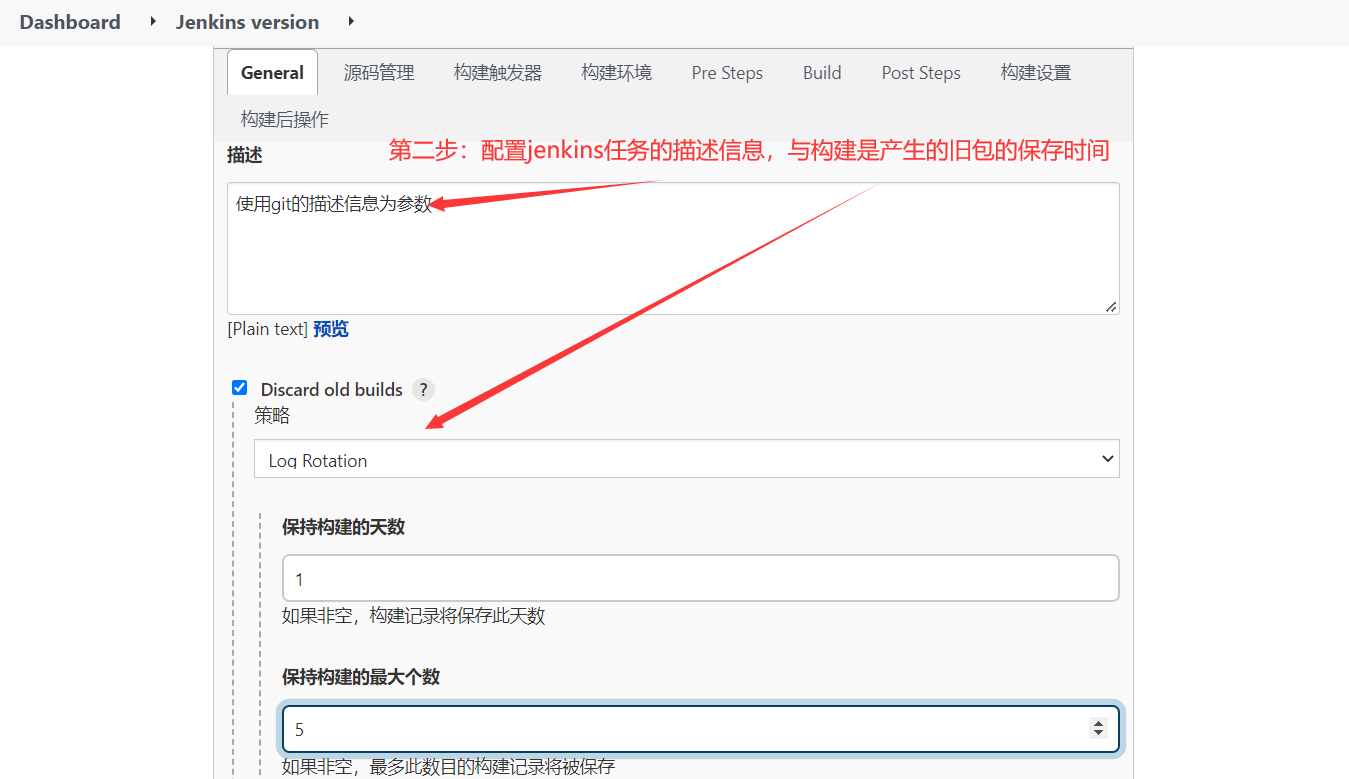 Dashboard Jenkins version
General 源码管理 构建触发器 构建环境 Pre Steps Build Post Steps 构建设置
构建后操作
第二步：配置jenkins任务的描述信息，与构建是产生的旧包的保存时间
描述
使用git的描述信息为参数
[Plain text] 预览
Discard old builds ?
策略
Log Rotation
保持构建的天数
1
如果非空，构建记录将保存此天数
保持构建的最大个数
5
如果非空，最多此数目的构建记录将被保存